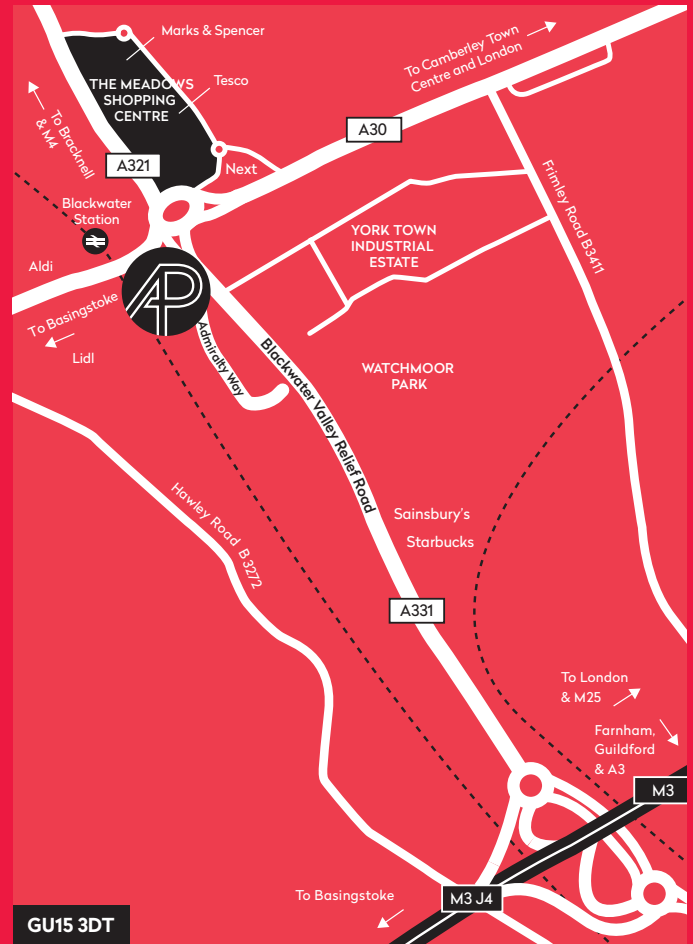 Marks & Spencer
To Camberley Town
Centre and London
THE MEADOWS
SHOPPING
CENTRE
Tesco
To Bracknell
& M4
A30
A321
Next
Frimley Road B3411
Blackwater
Station
YORK TOWN
INDUSTRIAL
ESTATE
Aldi
AP
To Basingstoke
Lidl
Admiralty Way
Blackwater Valley Relief Road
WATCHMOOR
PARK
Hawley Road B3272
Sainsbury's
Starbucks
A331
To London
& M25
Farnham,
Guildford
& A3
M3
To Basingstoke
M3 J4
GU15 3DT